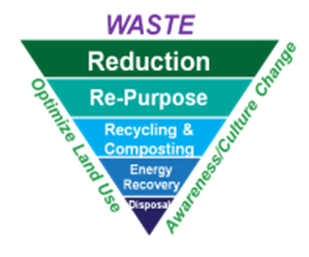 WASTE
Reduction
Re-Purpose
Recycling &
Composting
Energy
Recovery
Disposal
Optimize Land Use
Awareness/Culture Change